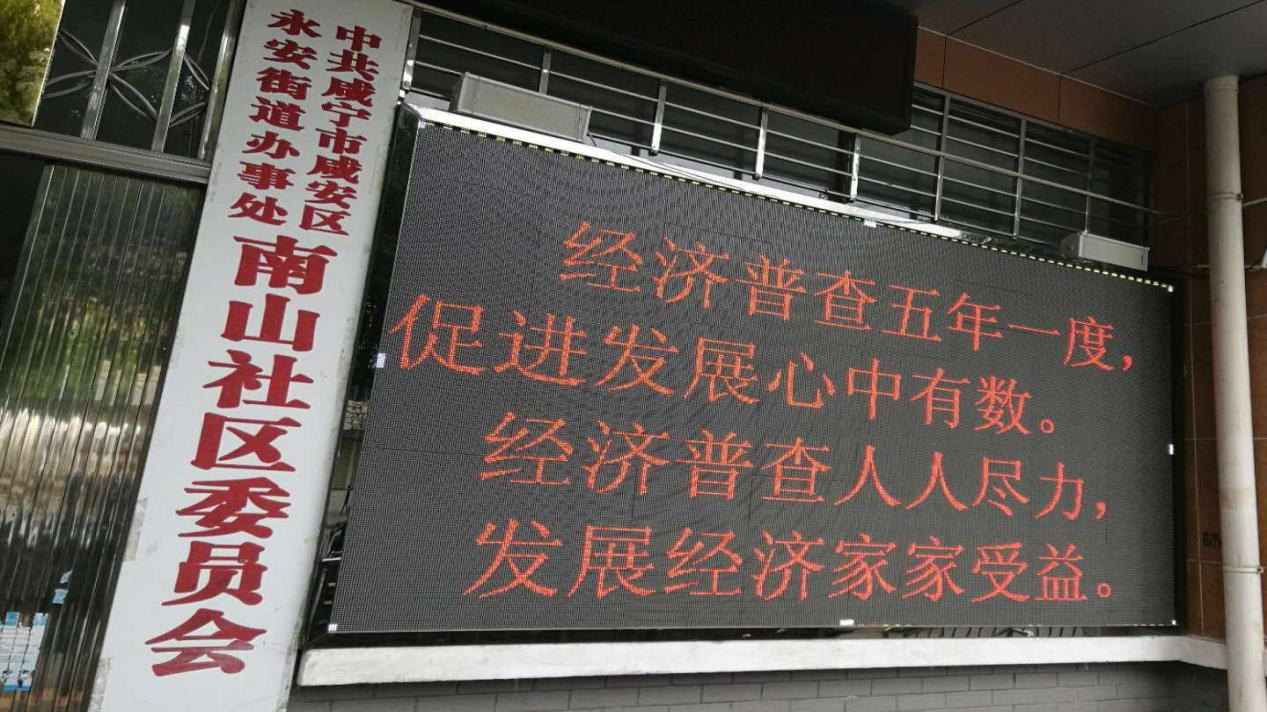 中共咸宁市咸安区
永安街道办事处
南山社区委员会
经济普查五年一度，
促进发展心中有数。
经济普查人人尽力，
发展经济家家受益。